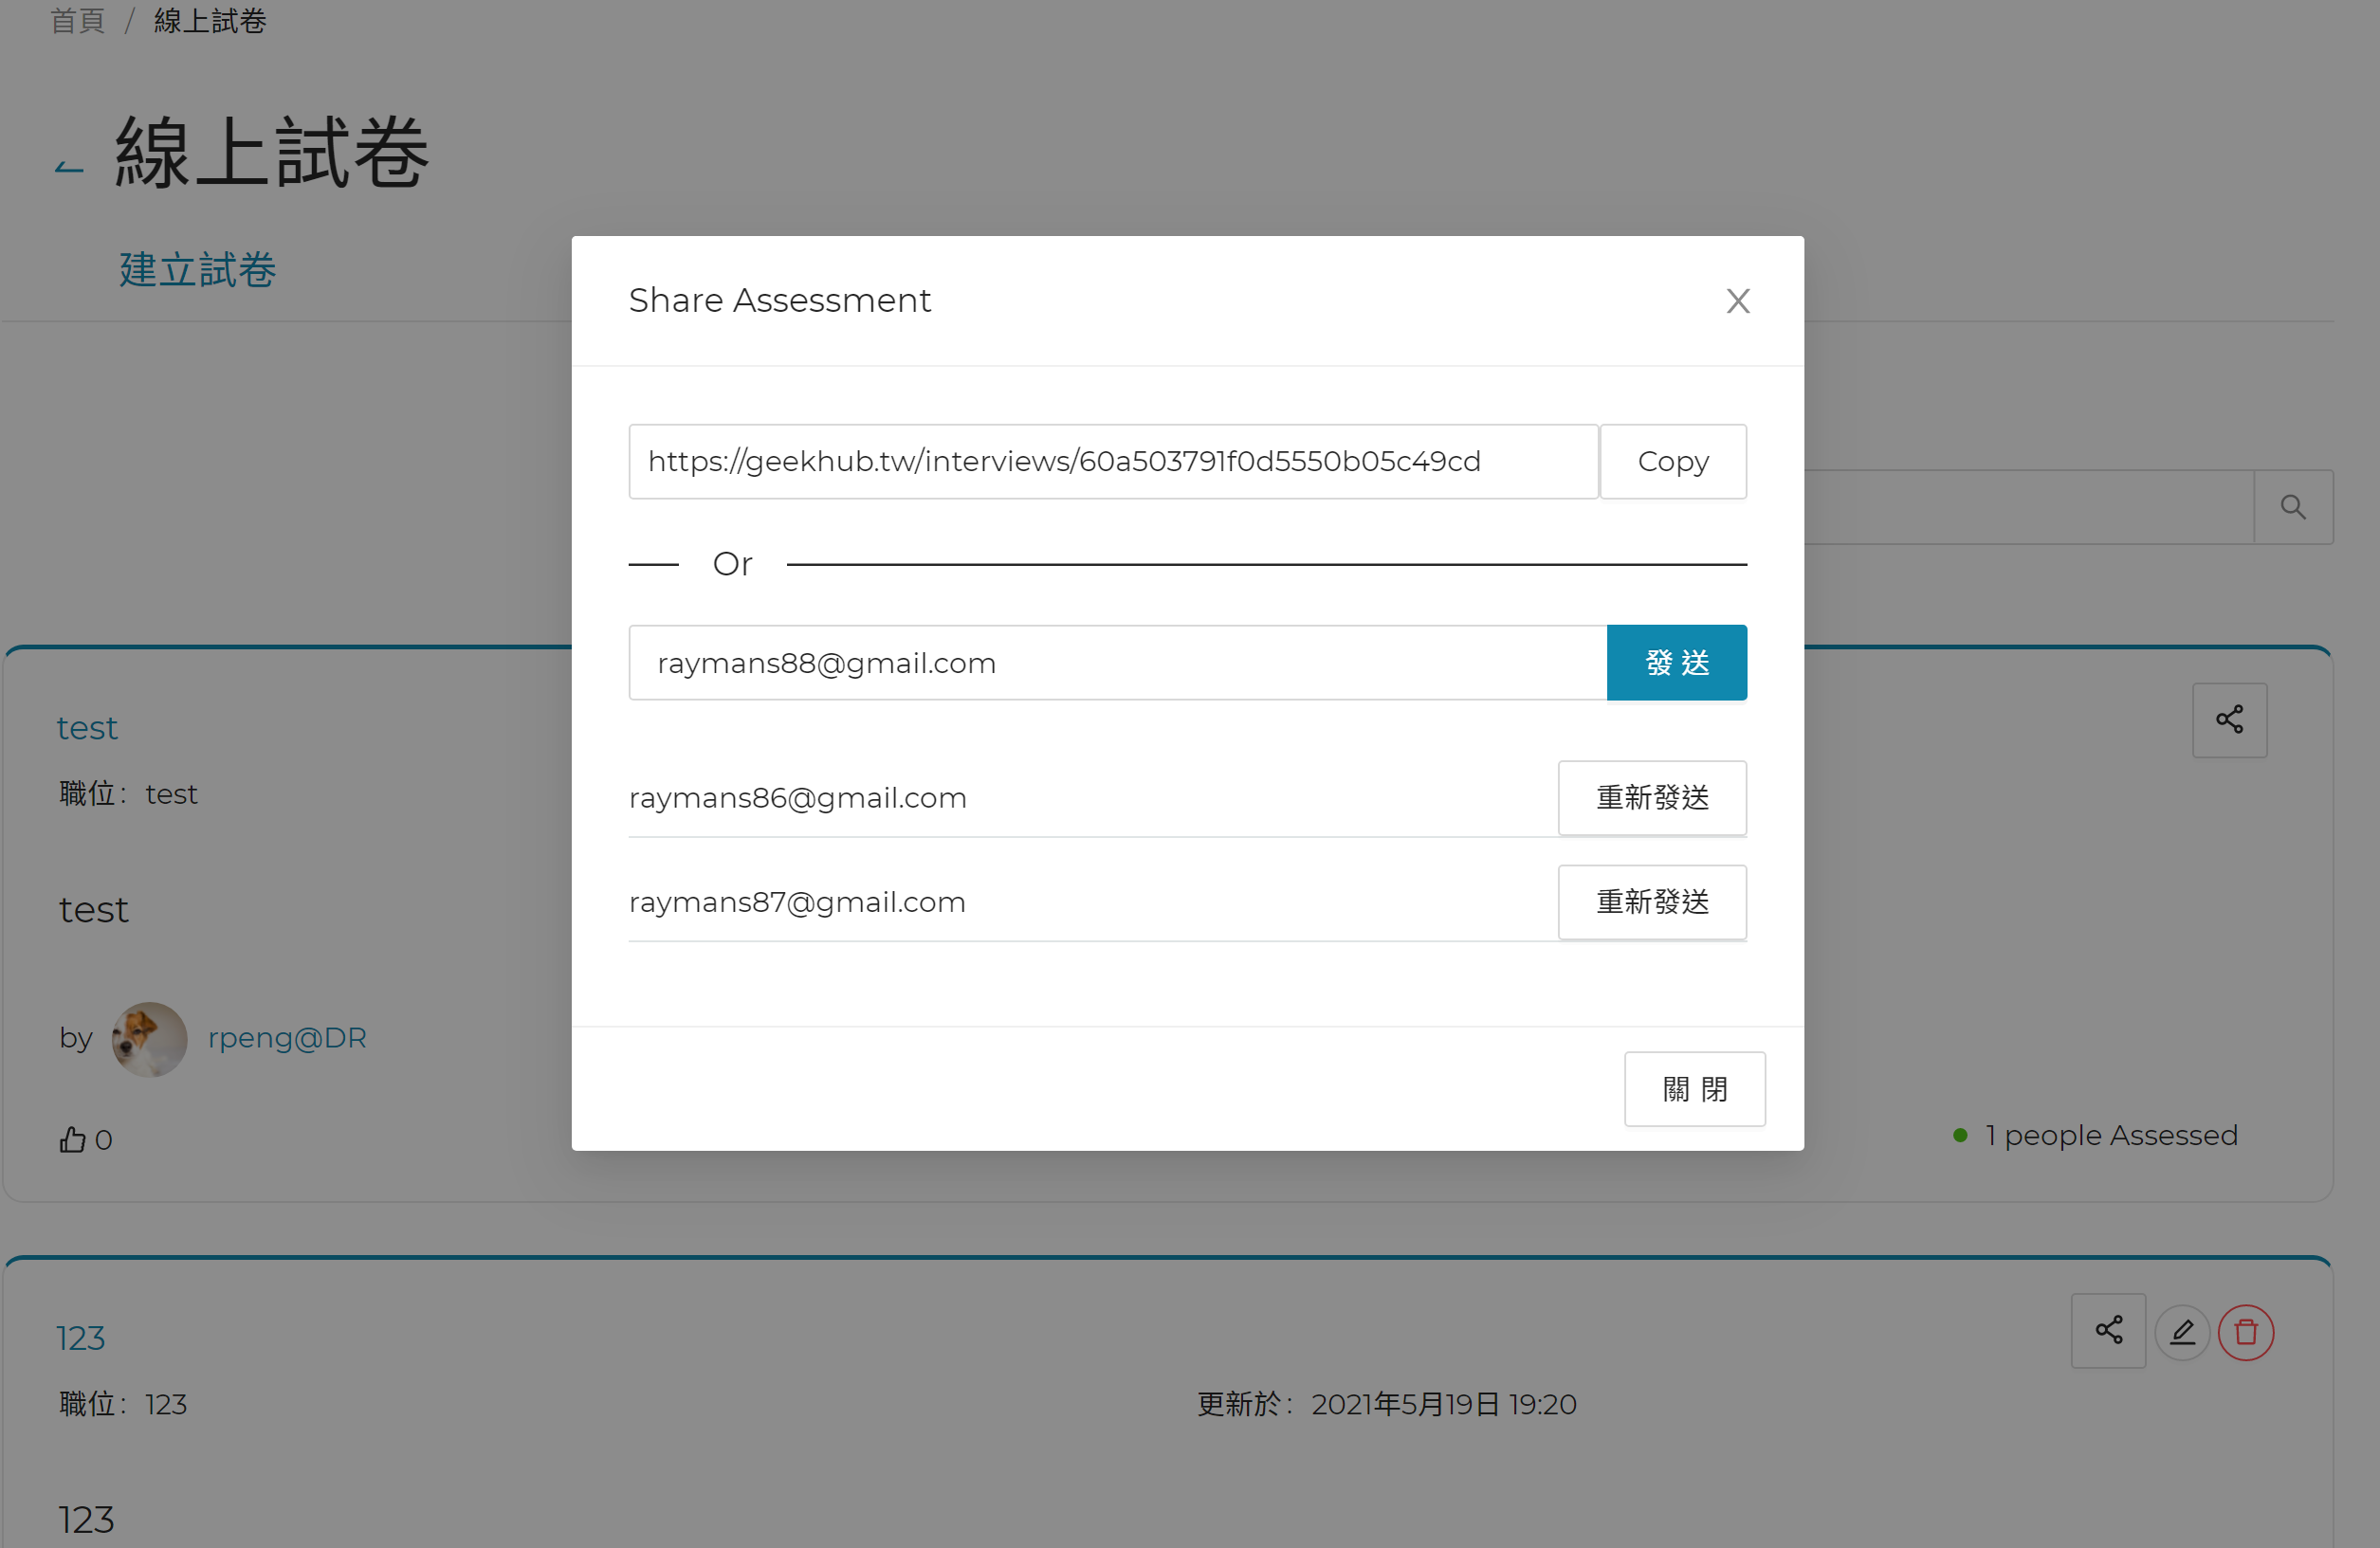 首頁 / 線上試卷
線上試卷
建立試卷
Share Assessment
https://geekhub.tw/interviews/60a503791f0d5550b05c49cd
Copy
Or
raymans88@gmail.com
發 送
raymans86@gmail.com
重新發送
raymans87@gmail.com
重新發送
關 閉
test
職位： test
test
by rpeng@DR
0
1 people Assessed
123
職位： 123
更新於： 2021年5月19日 19:20
123